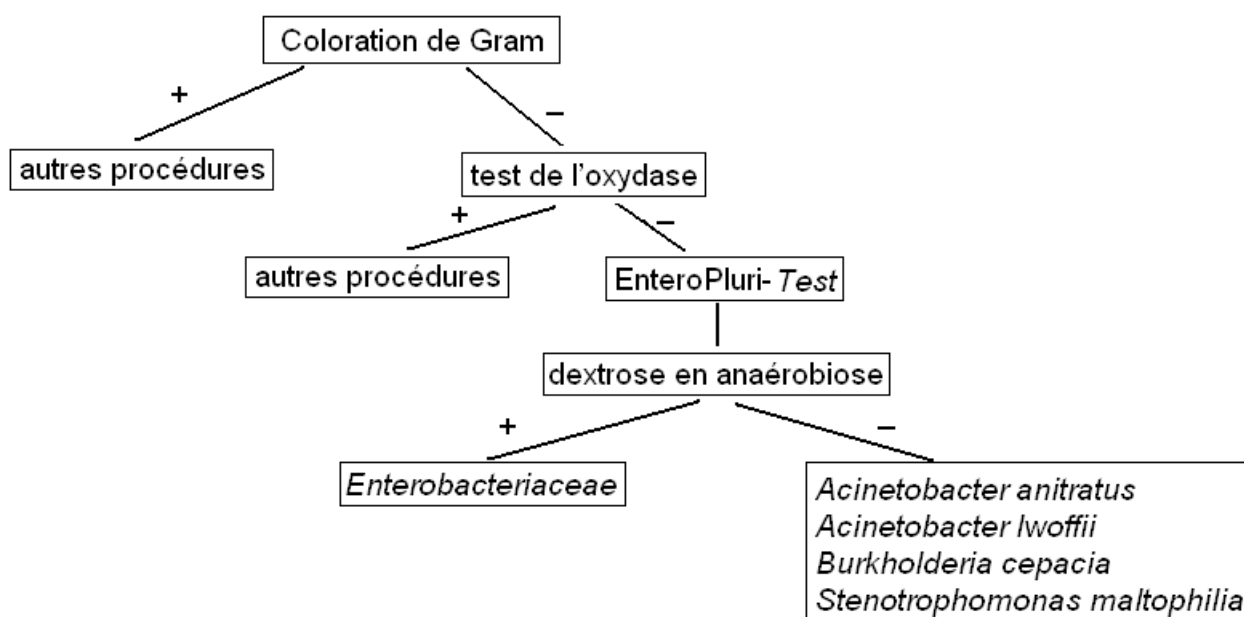 Coloration de Gram
+
–
autres procédures
test de l'oxydase
+
–
autres procédures
EnteroPluri-Test
dextrose en anaérobiose
+
–
Enterobacteriaceae
Acinetobacter anitratus
Acinetobacter lwoffii
Burkholderia cepacia
Stenotrophomonas maltophilia